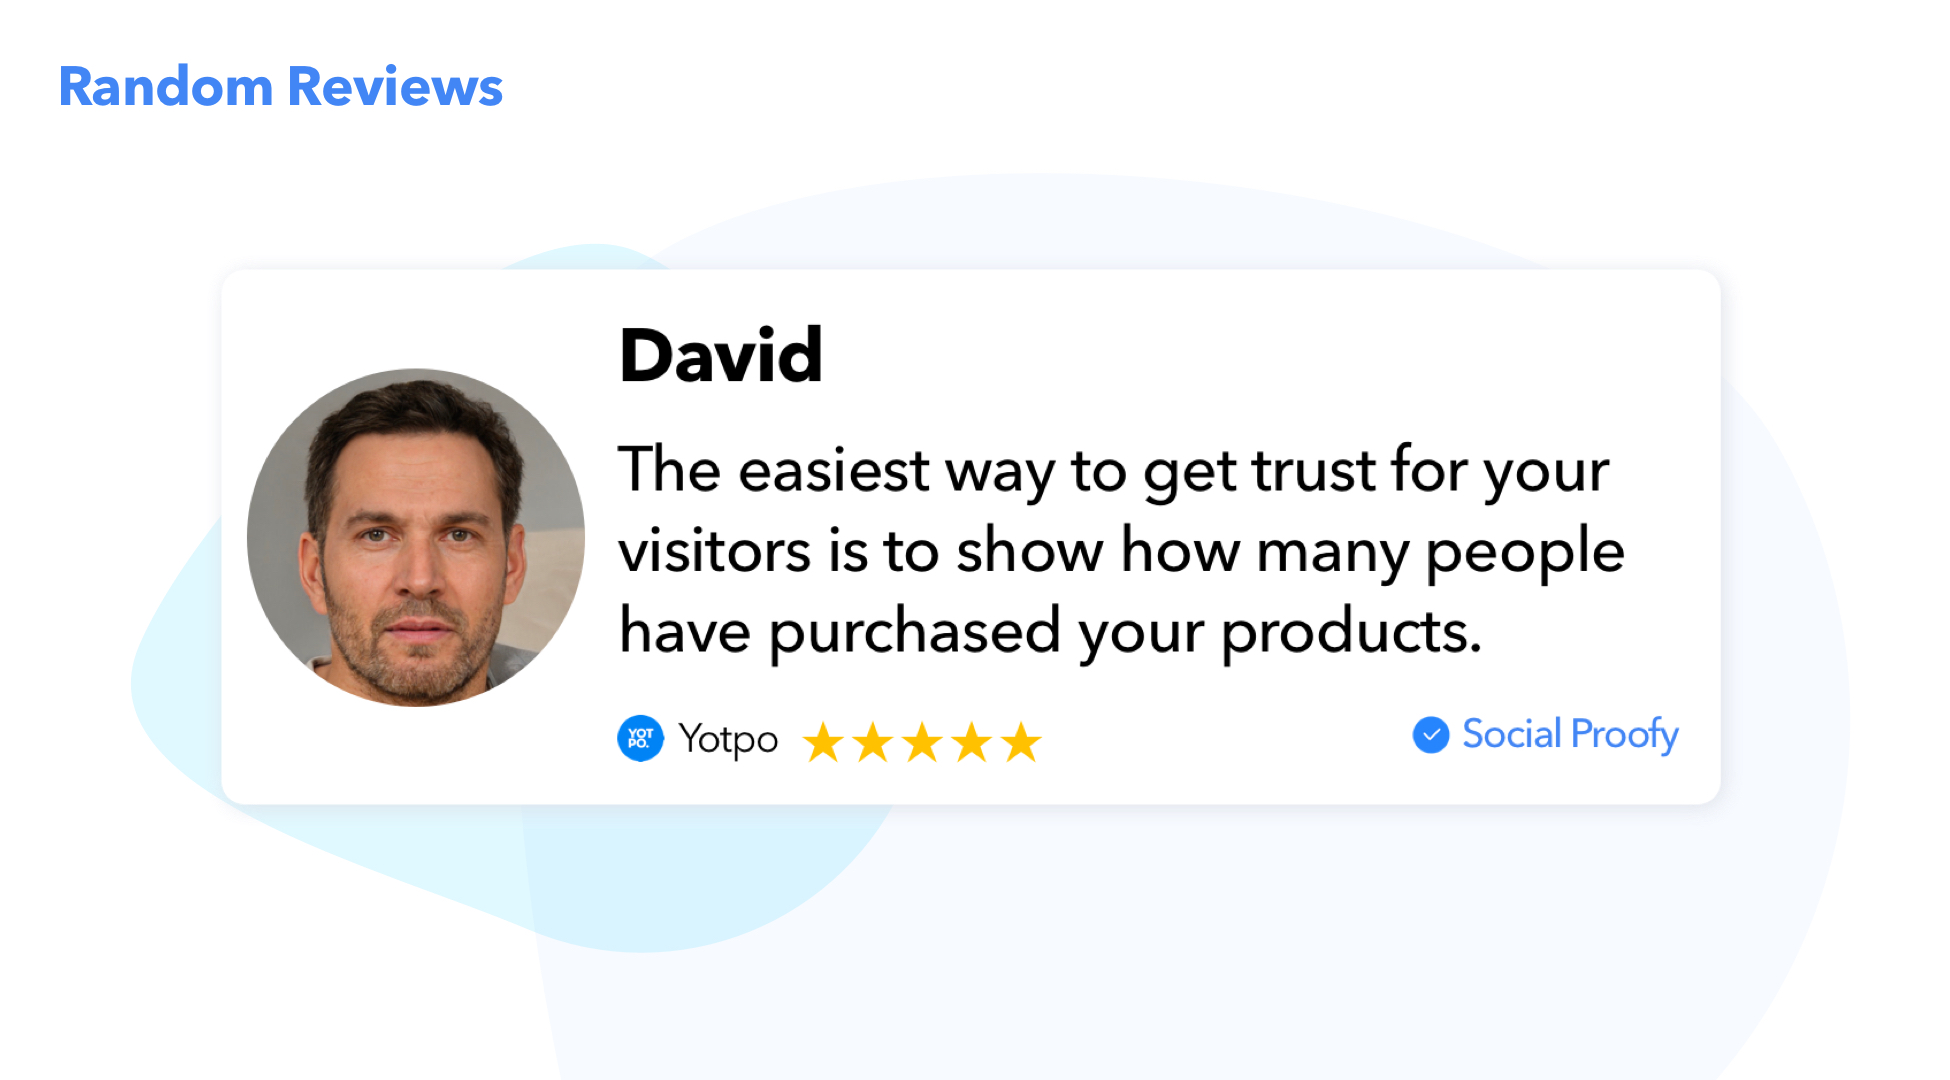 Random Reviews
David
The easiest way to get trust for your
visitors is to show how many people
have purchased your products.
YOT
PO.
Yotpo
Social Proofy